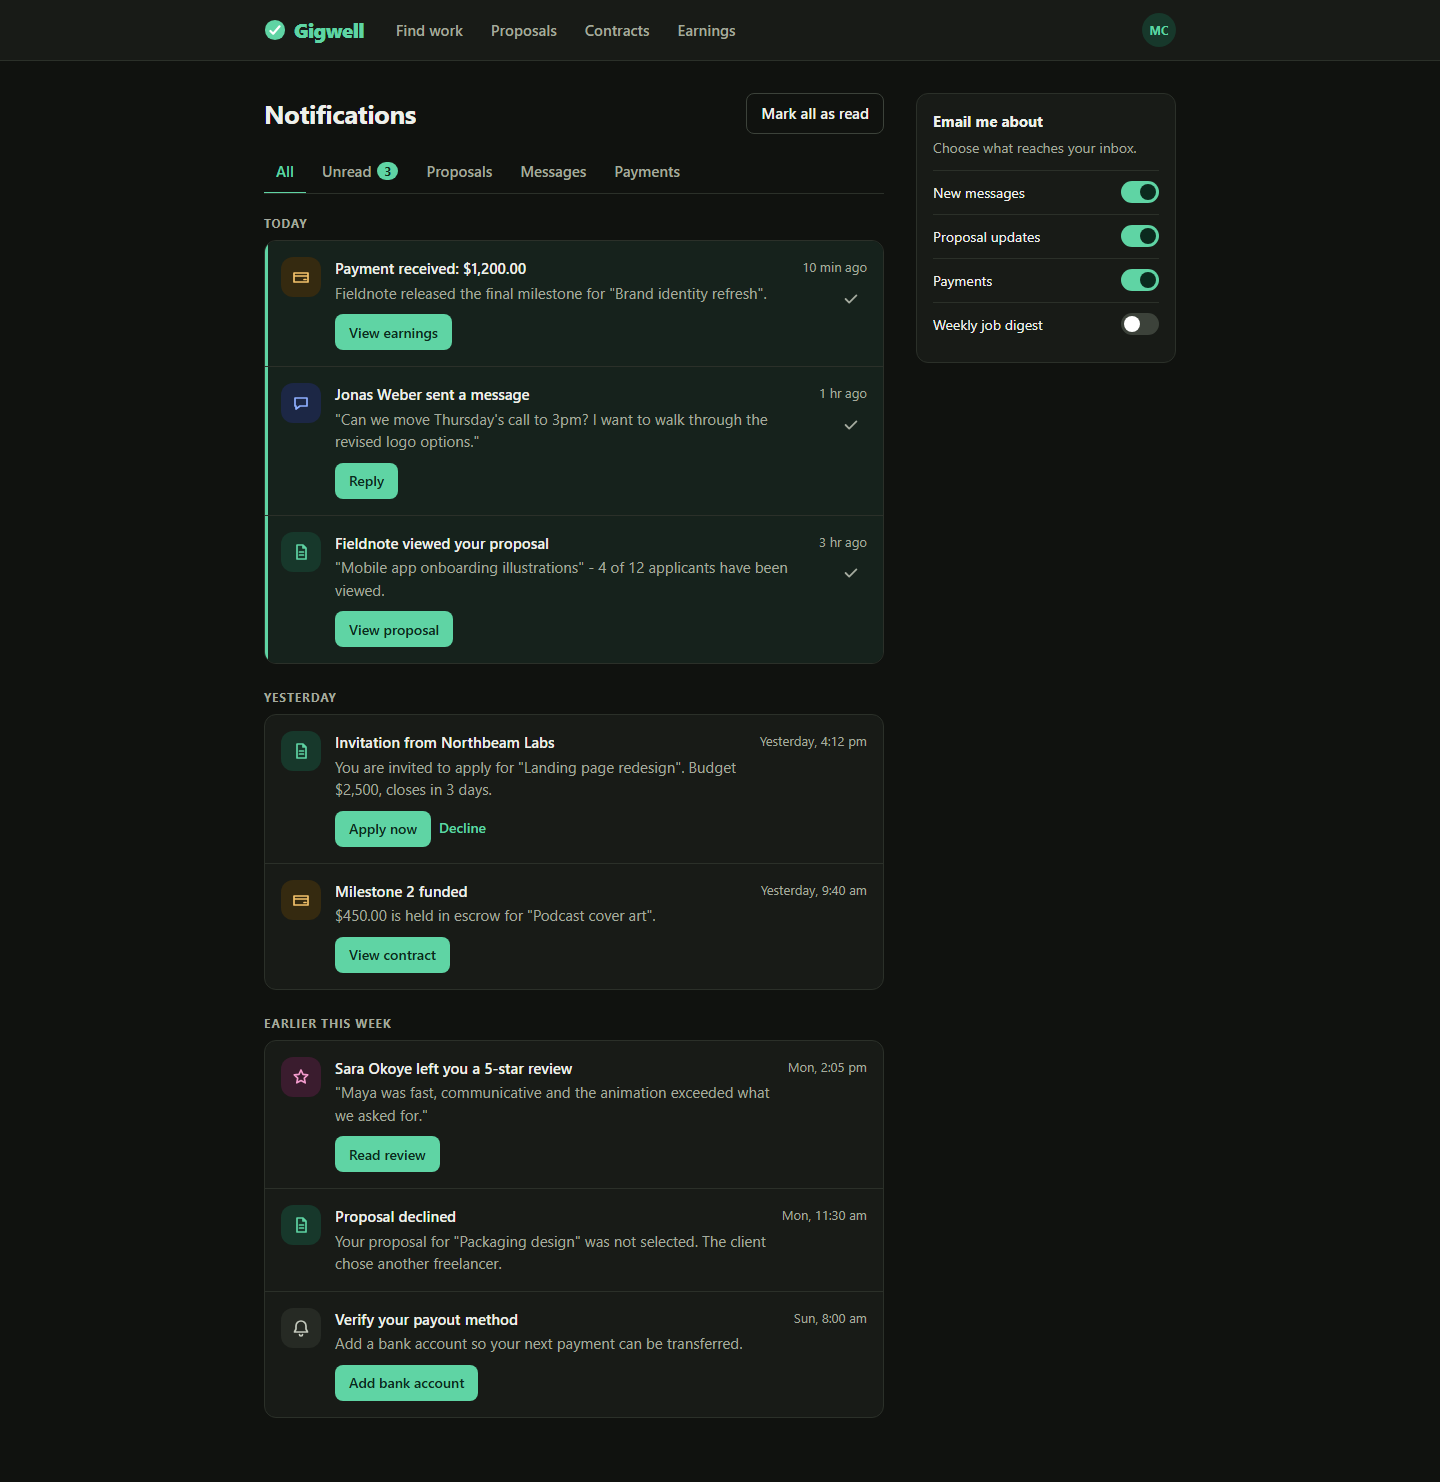 Gigwell
Find work
Proposals
Contracts
Earnings
MC
Notifications
Mark all as read
All
Unread 3
Proposals
Messages
Payments
TODAY
Payment received: $1,200.00
10 min ago
Fieldnote released the final milestone for "Brand identity refresh".
View earnings
Jonas Weber sent a message
1 hr ago
"Can we move Thursday's call to 3pm? I want to walk through the
revised logo options."
Reply
Fieldnote viewed your proposal
3 hr ago
"Mobile app onboarding illustrations" - 4 of 12 applicants have been
viewed.
View proposal
YESTERDAY
Invitation from Northbeam Labs
Yesterday, 4:12 pm
You are invited to apply for "Landing page redesign". Budget
$2,500, closes in 3 days.
Apply now
Decline
Milestone 2 funded
Yesterday, 9:40 am
$450.00 is held in escrow for "Podcast cover art".
View contract
EARLIER THIS WEEK
Sara Okoye left you a 5-star review
Mon, 2:05 pm
"Maya was fast, communicative and the animation exceeded what
we asked for."
Read review
Proposal declined
Mon, 11:30 am
Your proposal for "Packaging design" was not selected. The client
chose another freelancer.
Verify your payout method
Sun, 8:00 am
Add a bank account so your next payment can be transferred.
Add bank account
Email me about
Choose what reaches your inbox.
New messages
Proposal updates
Payments
Weekly job digest